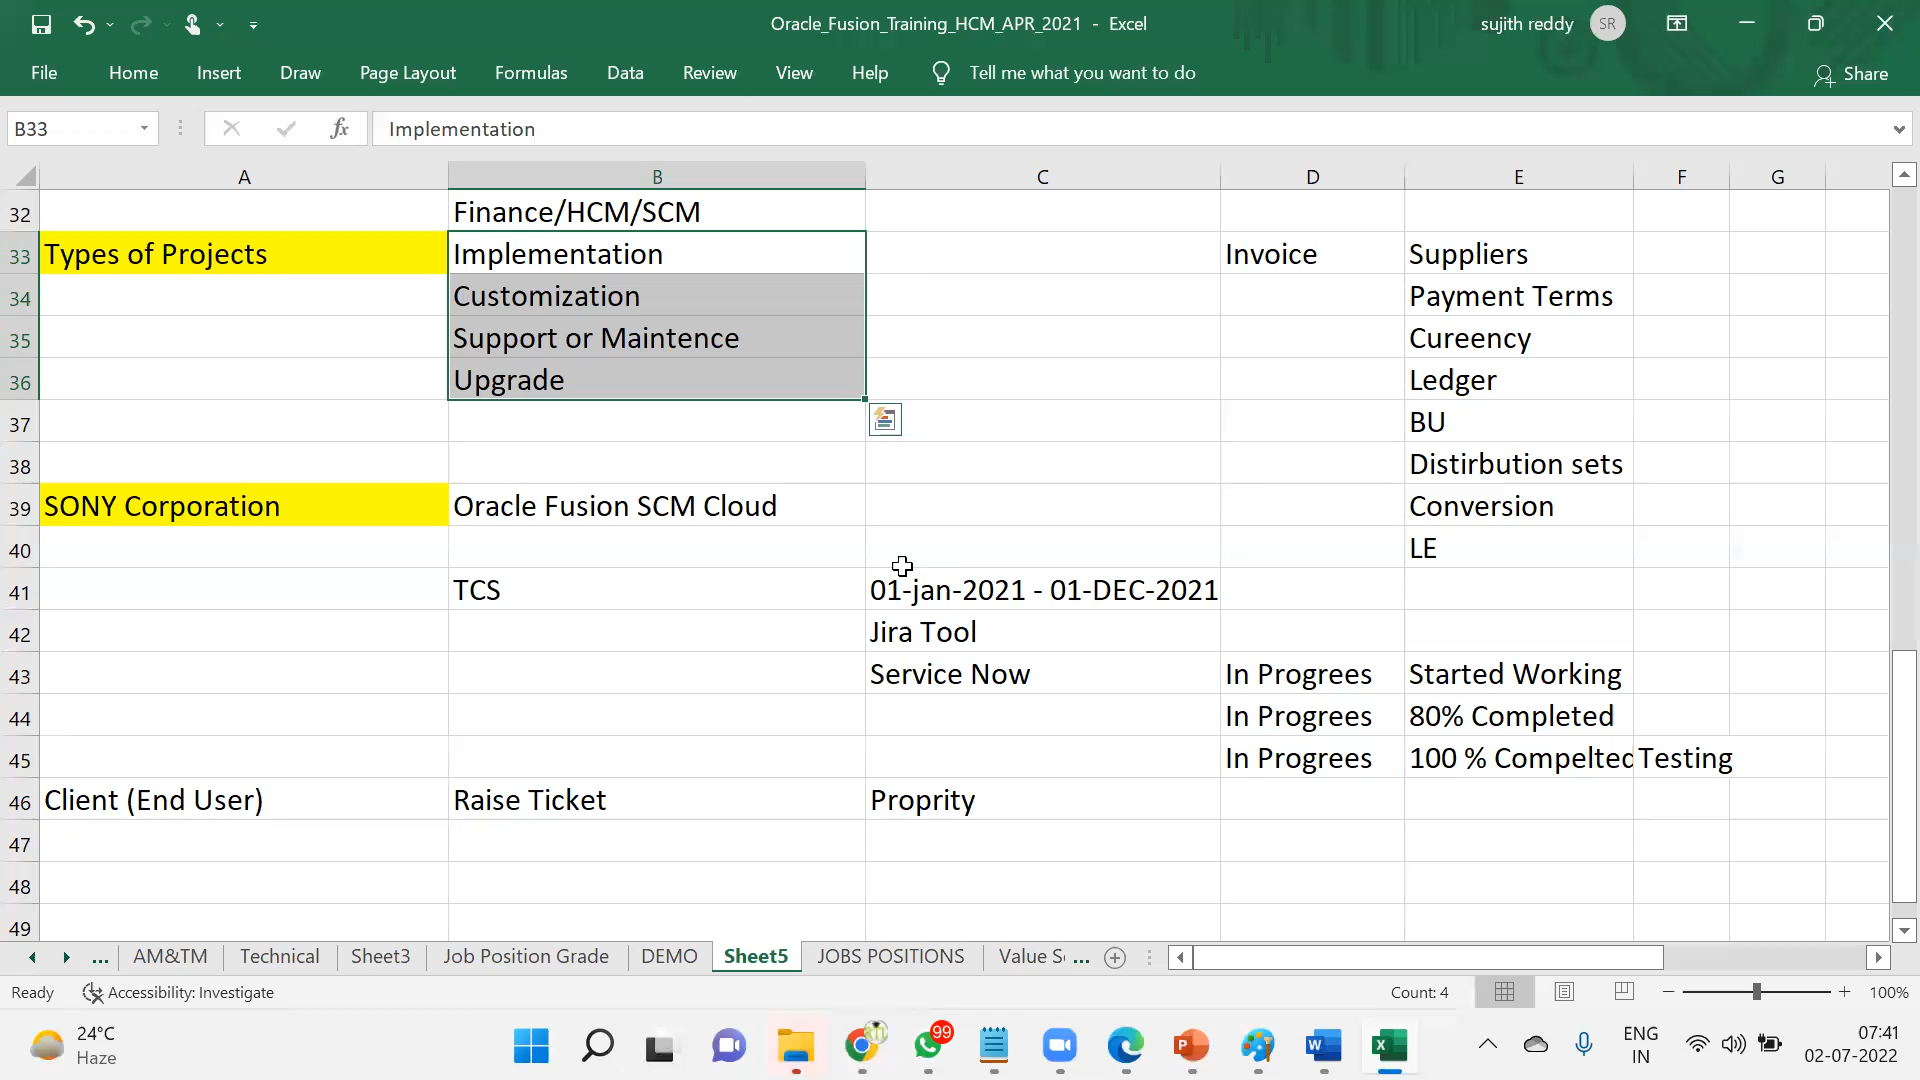 Oracle_Fusion_Training_HCM_APR_2021 - Excel
sujith reddy SR
File Home Insert Draw Page Layout Formulas Data Review View Help Tell me what you want to do Share
B33 fx Implementation
A B C D E F G
32 Finance/HCM/SCM
33 Types of Projects Implementation Invoice Suppliers
34 Customization Payment Terms
35 Support or Maintence Cureency
36 Upgrade Ledger
37 BU
38 Distirbution sets
39 SONY Corporation Oracle Fusion SCM Cloud Conversion
40 LE
41 TCS 01-jan-2021 - 01-DEC-2021
42 Jira Tool
43 Service Now In Progrees Started Working
44 In Progrees 80% Completed
45 In Progrees 100 % Compelted Testing
46 Client (End User) Raise Ticket Proprity
47
48
49
... AM&TM Technical Sheet3 Job Position Grade DEMO Sheet5 JOBS POSITIONS Value S ...
Ready Accessibility: Investigate Count: 4 100%
24°C
Haze
99
ENG
IN
07:41
02-07-2022